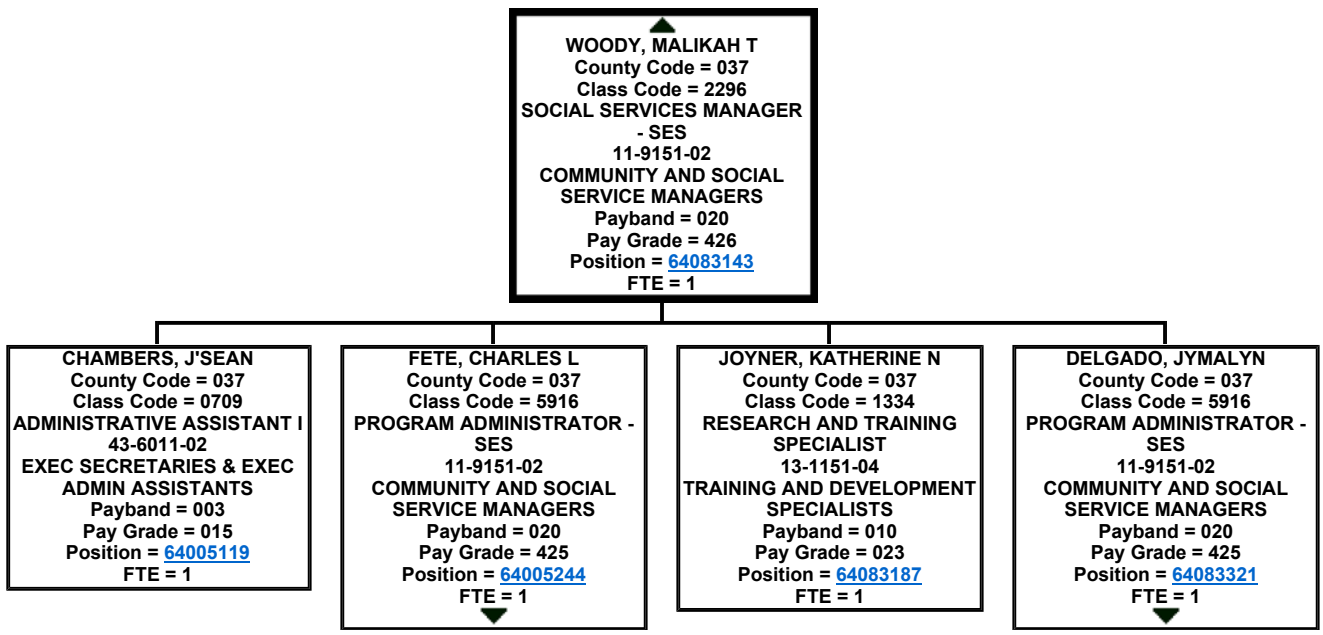 WOODY, MALIKAH T
County Code = 037
Class Code = 2296
SOCIAL SERVICES MANAGER
- SES
11-9151-02
COMMUNITY AND SOCIAL
SERVICE MANAGERS
Payband = 020
Pay Grade = 426
Position = 64083143
FTE = 1
CHAMBERS, J'SEAN
County Code = 037
Class Code = 0709
ADMINISTRATIVE ASSISTANT I
43-6011-02
EXEC SECRETARIES & EXEC
ADMIN ASSISTANTS
Payband = 003
Pay Grade = 015
Position = 64005119
FTE = 1
FETE, CHARLES L
County Code = 037
Class Code = 5916
PROGRAM ADMINISTRATOR -
SES
11-9151-02
COMMUNITY AND SOCIAL
SERVICE MANAGERS
Payband = 020
Pay Grade = 425
Position = 64005244
FTE = 1
JOYNER, KATHERINE N
County Code = 037
Class Code = 1334
RESEARCH AND TRAINING
SPECIALIST
13-1151-04
TRAINING AND DEVELOPMENT
SPECIALISTS
Payband = 010
Pay Grade = 023
Position = 64083187
FTE = 1
DELGADO, JYMALYN
County Code = 037
Class Code = 5916
PROGRAM ADMINISTRATOR -
SES
11-9151-02
COMMUNITY AND SOCIAL
SERVICE MANAGERS
Payband = 020
Pay Grade = 425
Position = 64083321
FTE = 1